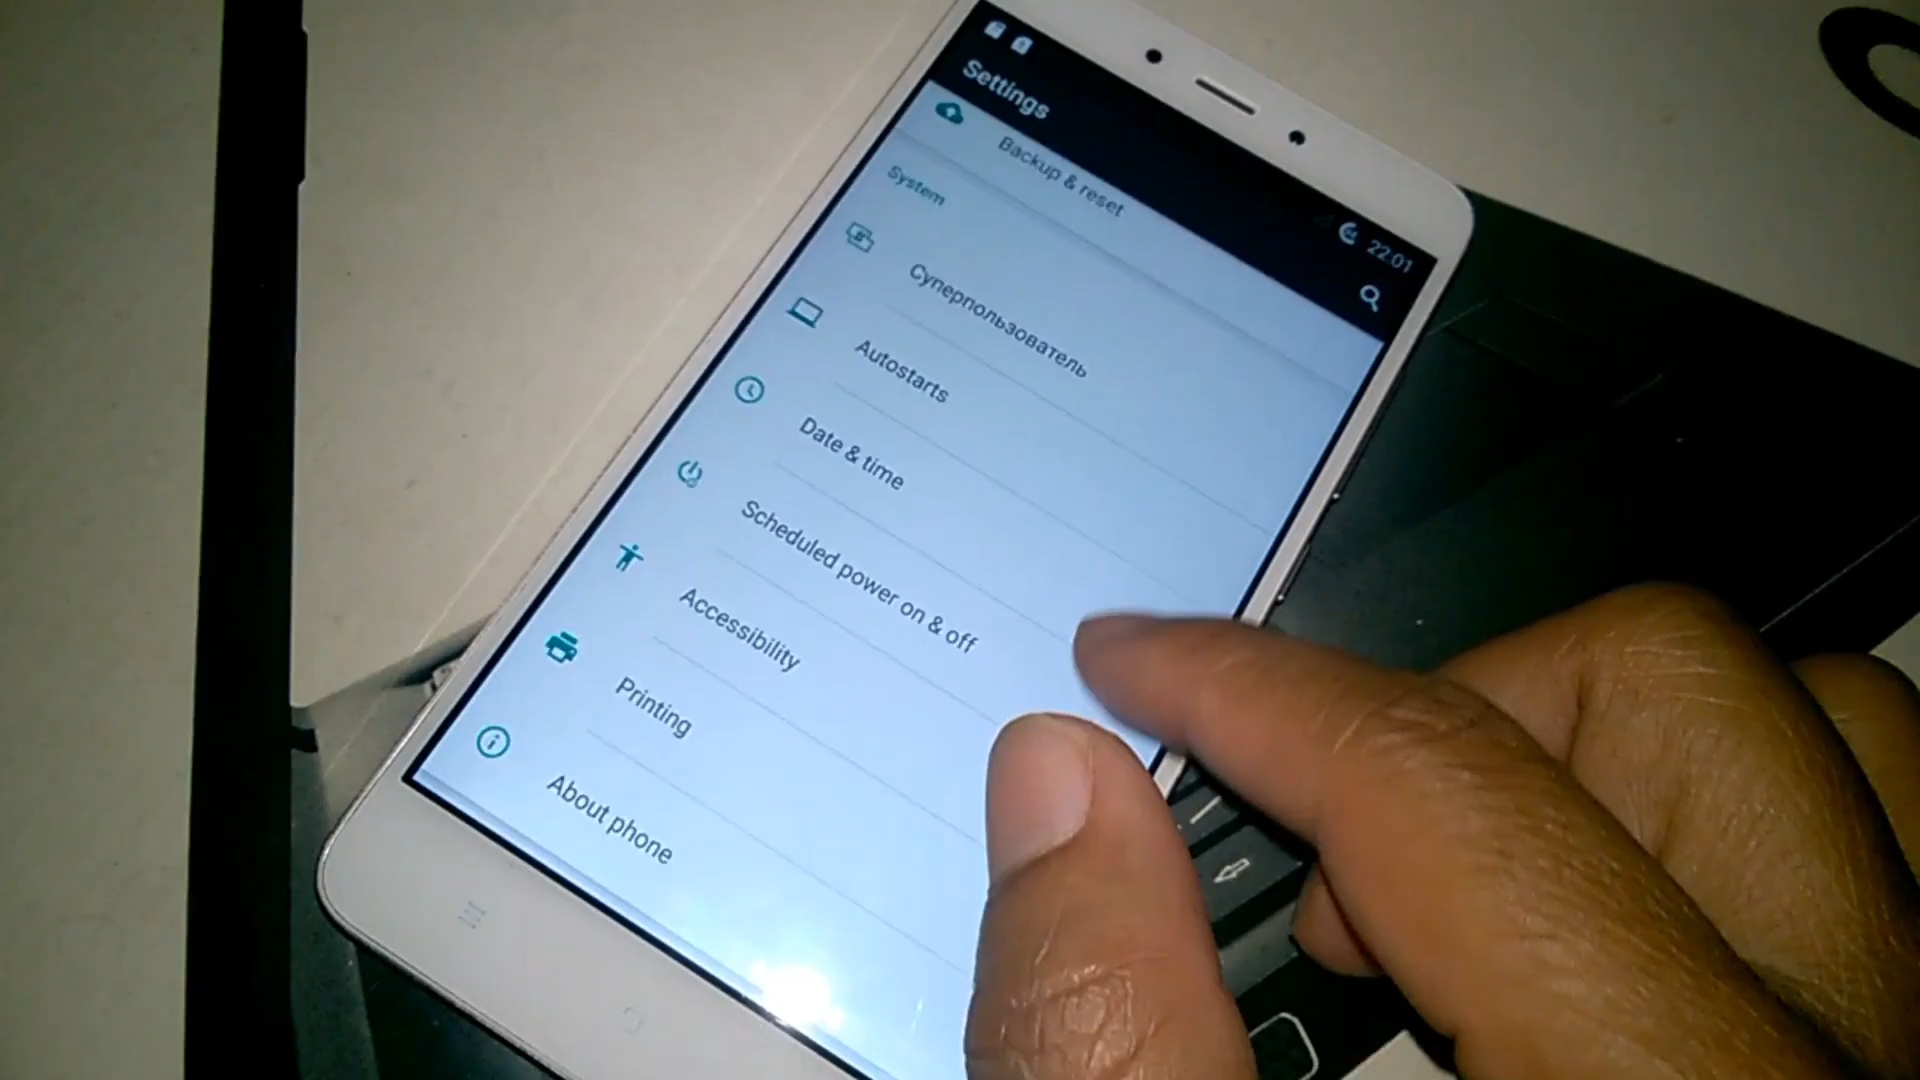 22:01
Settings
Backup & reset
System
Суперпользователь
Autostarts
Date & time
Scheduled power on & off
Accessibility
Printing
About phone